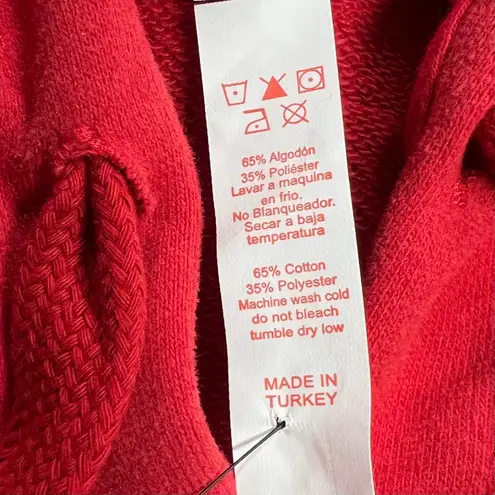 65% Algodón
35% Poliéster
Lavar a maquina
en frio.
No Blanqueador.
Secar a baja
temperatura
65% Cotton
35% Polyester
Machine wash cold
do not bleach
tumble dry low
MADE IN
TURKEY